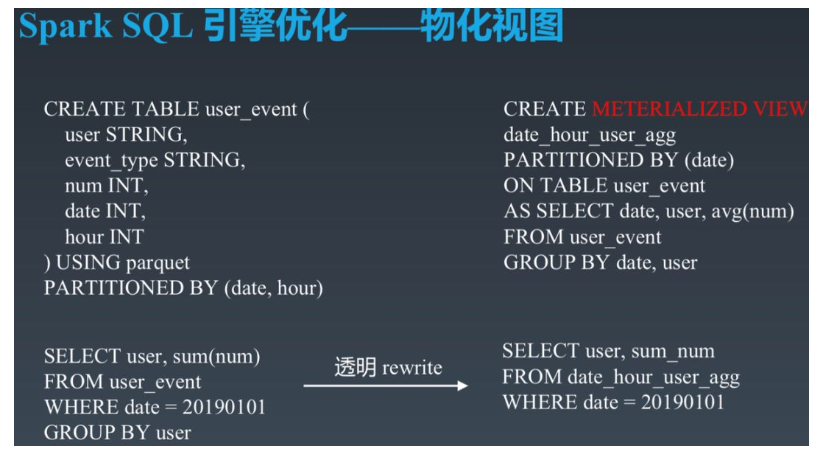 Spark SQL 引擎优化——物化视图
CREATE TABLE user_event (
user STRING,
event_type STRING,
num INT,
date INT,
hour INT
) USING parquet
PARTITIONED BY (date, hour)
CREATE METERIALIZED VIEW
date_hour_user_agg
PARTITIONED BY (date)
ON TABLE user_event
AS SELECT date, user, avg(num)
FROM user_event
GROUP BY date, user
SELECT user, sum(num)
FROM user_event
WHERE date = 20190101
GROUP BY user
透明 rewrite
SELECT user, sum_num
FROM date_hour_user_agg
WHERE date = 20190101